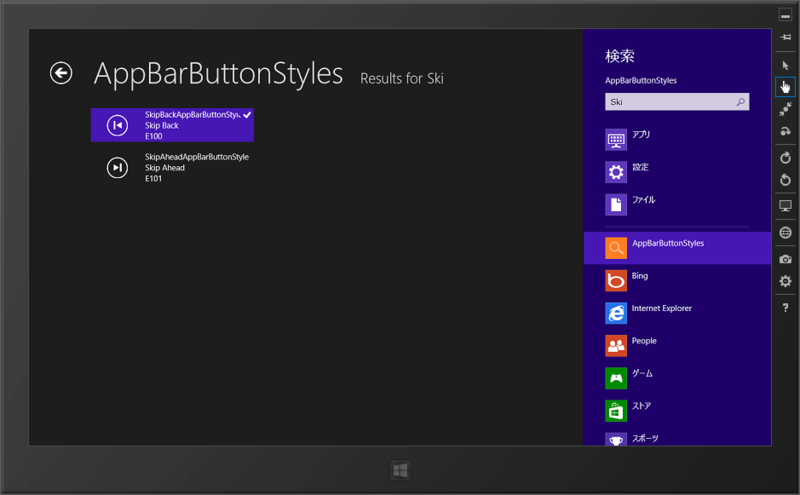 AppBarButtonStyles Results for Ski
SkipBackAppBarButtonStyl
Skip Back
E100
SkipAheadAppBarButtonStyle
Skip Ahead
E101
検索
AppBarButtonStyles
Ski
アプリ
設定
ファイル
AppBarButtonStyles
Bing
Internet Explorer
People
ゲーム
ストア
スポーツ